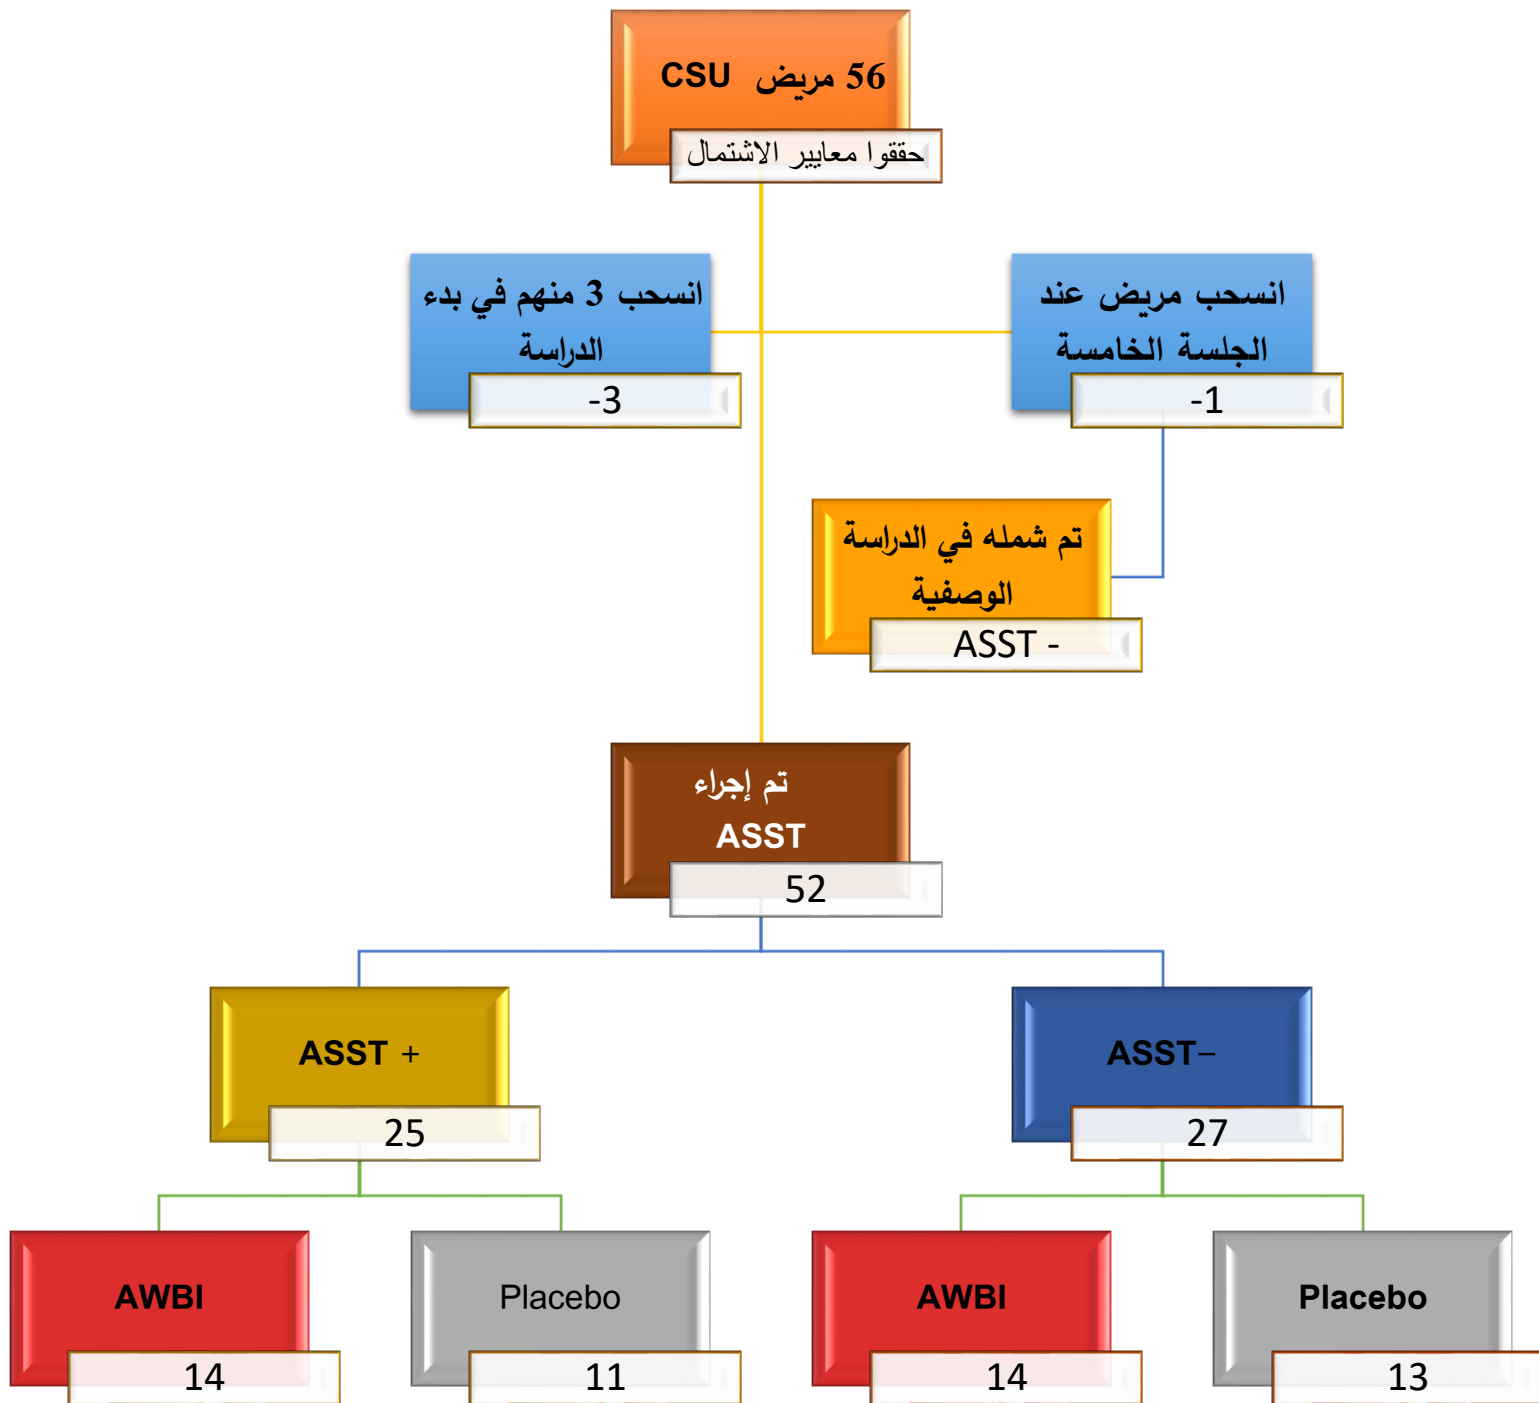 56 مريض CSU
حققوا معايير الاشتمال
انسحب 3 منهم في بدء
الدراسة
-3
انسحب مريض عند
الجلسة الخامسة
-1
تم شمله في الدراسة
الوصفية
ASST -
تم إجراء
ASST
52
ASST +
25
ASST–
27
AWBI
14
Placebo
11
AWBI
14
Placebo
13